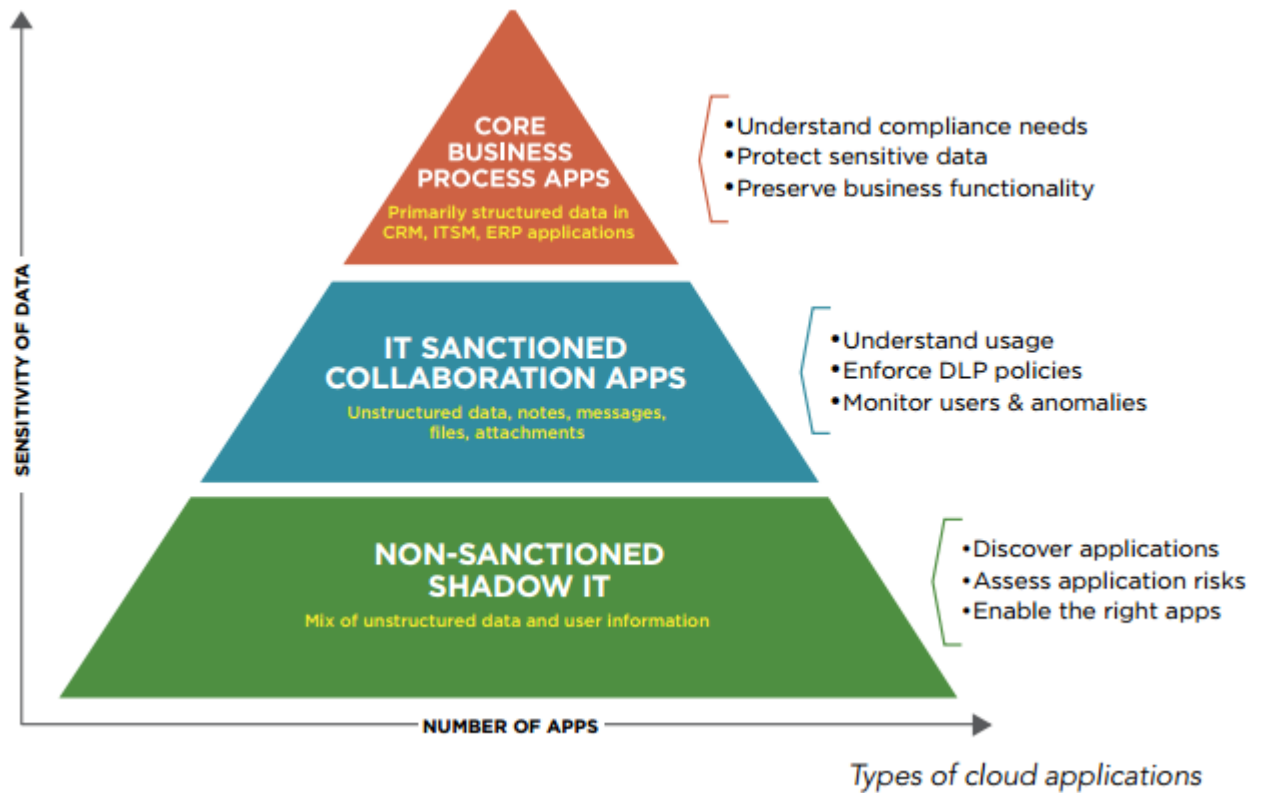 CORE
BUSINESS
PROCESS APPS
Primarily structured data in
CRM, ITSM, ERP applications
•Understand compliance needs
•Protect sensitive data
•Preserve business functionality
IT SANCTIONED
COLLABORATION APPS
Unstructured data, notes, messages,
files, attachments
•Understand usage
•Enforce DLP policies
•Monitor users & anomalies
NON-SANCTIONED
SHADOW IT
Mix of unstructured data and user information
•Discover applications
•Assess application risks
•Enable the right apps
SENSITIVITY OF DATA
NUMBER OF APPS
Types of cloud applications